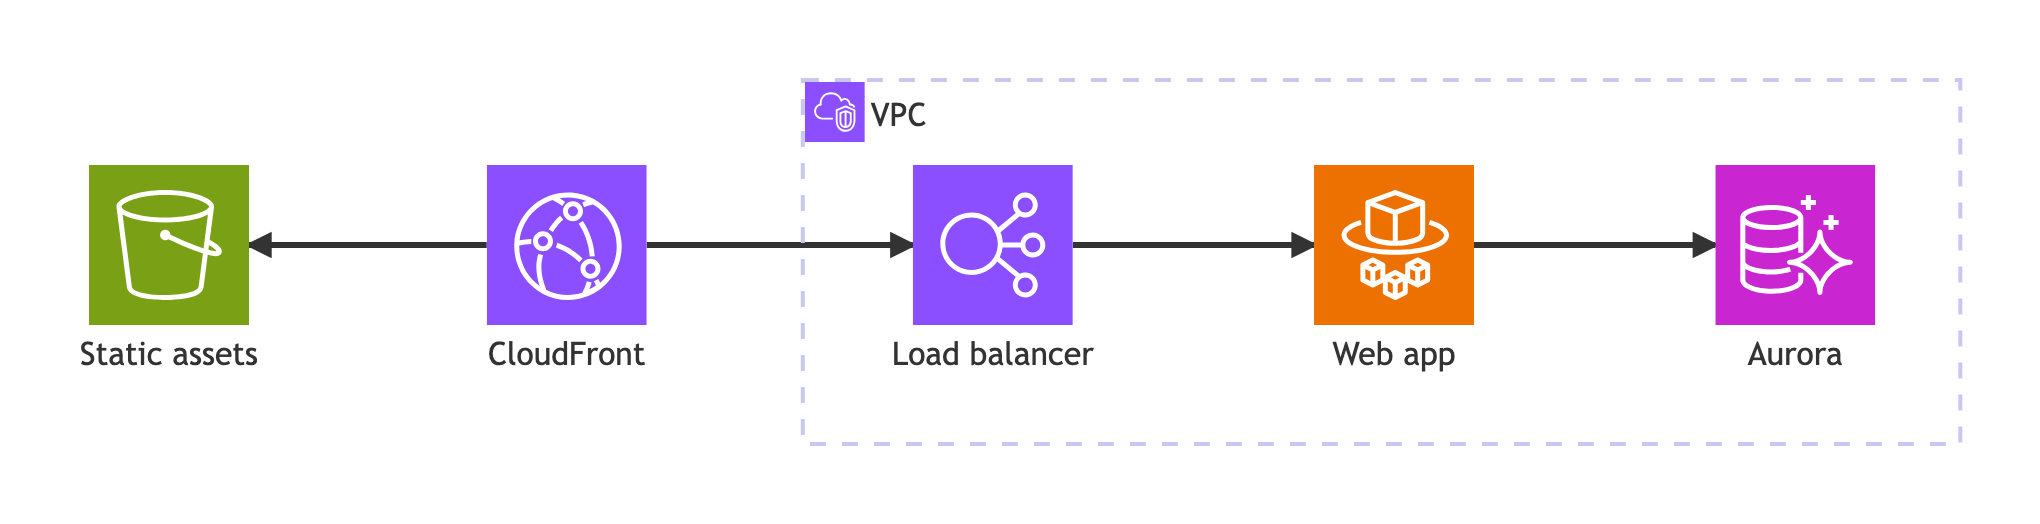 VPC
Static assets
CloudFront
Load balancer
Web app
Aurora